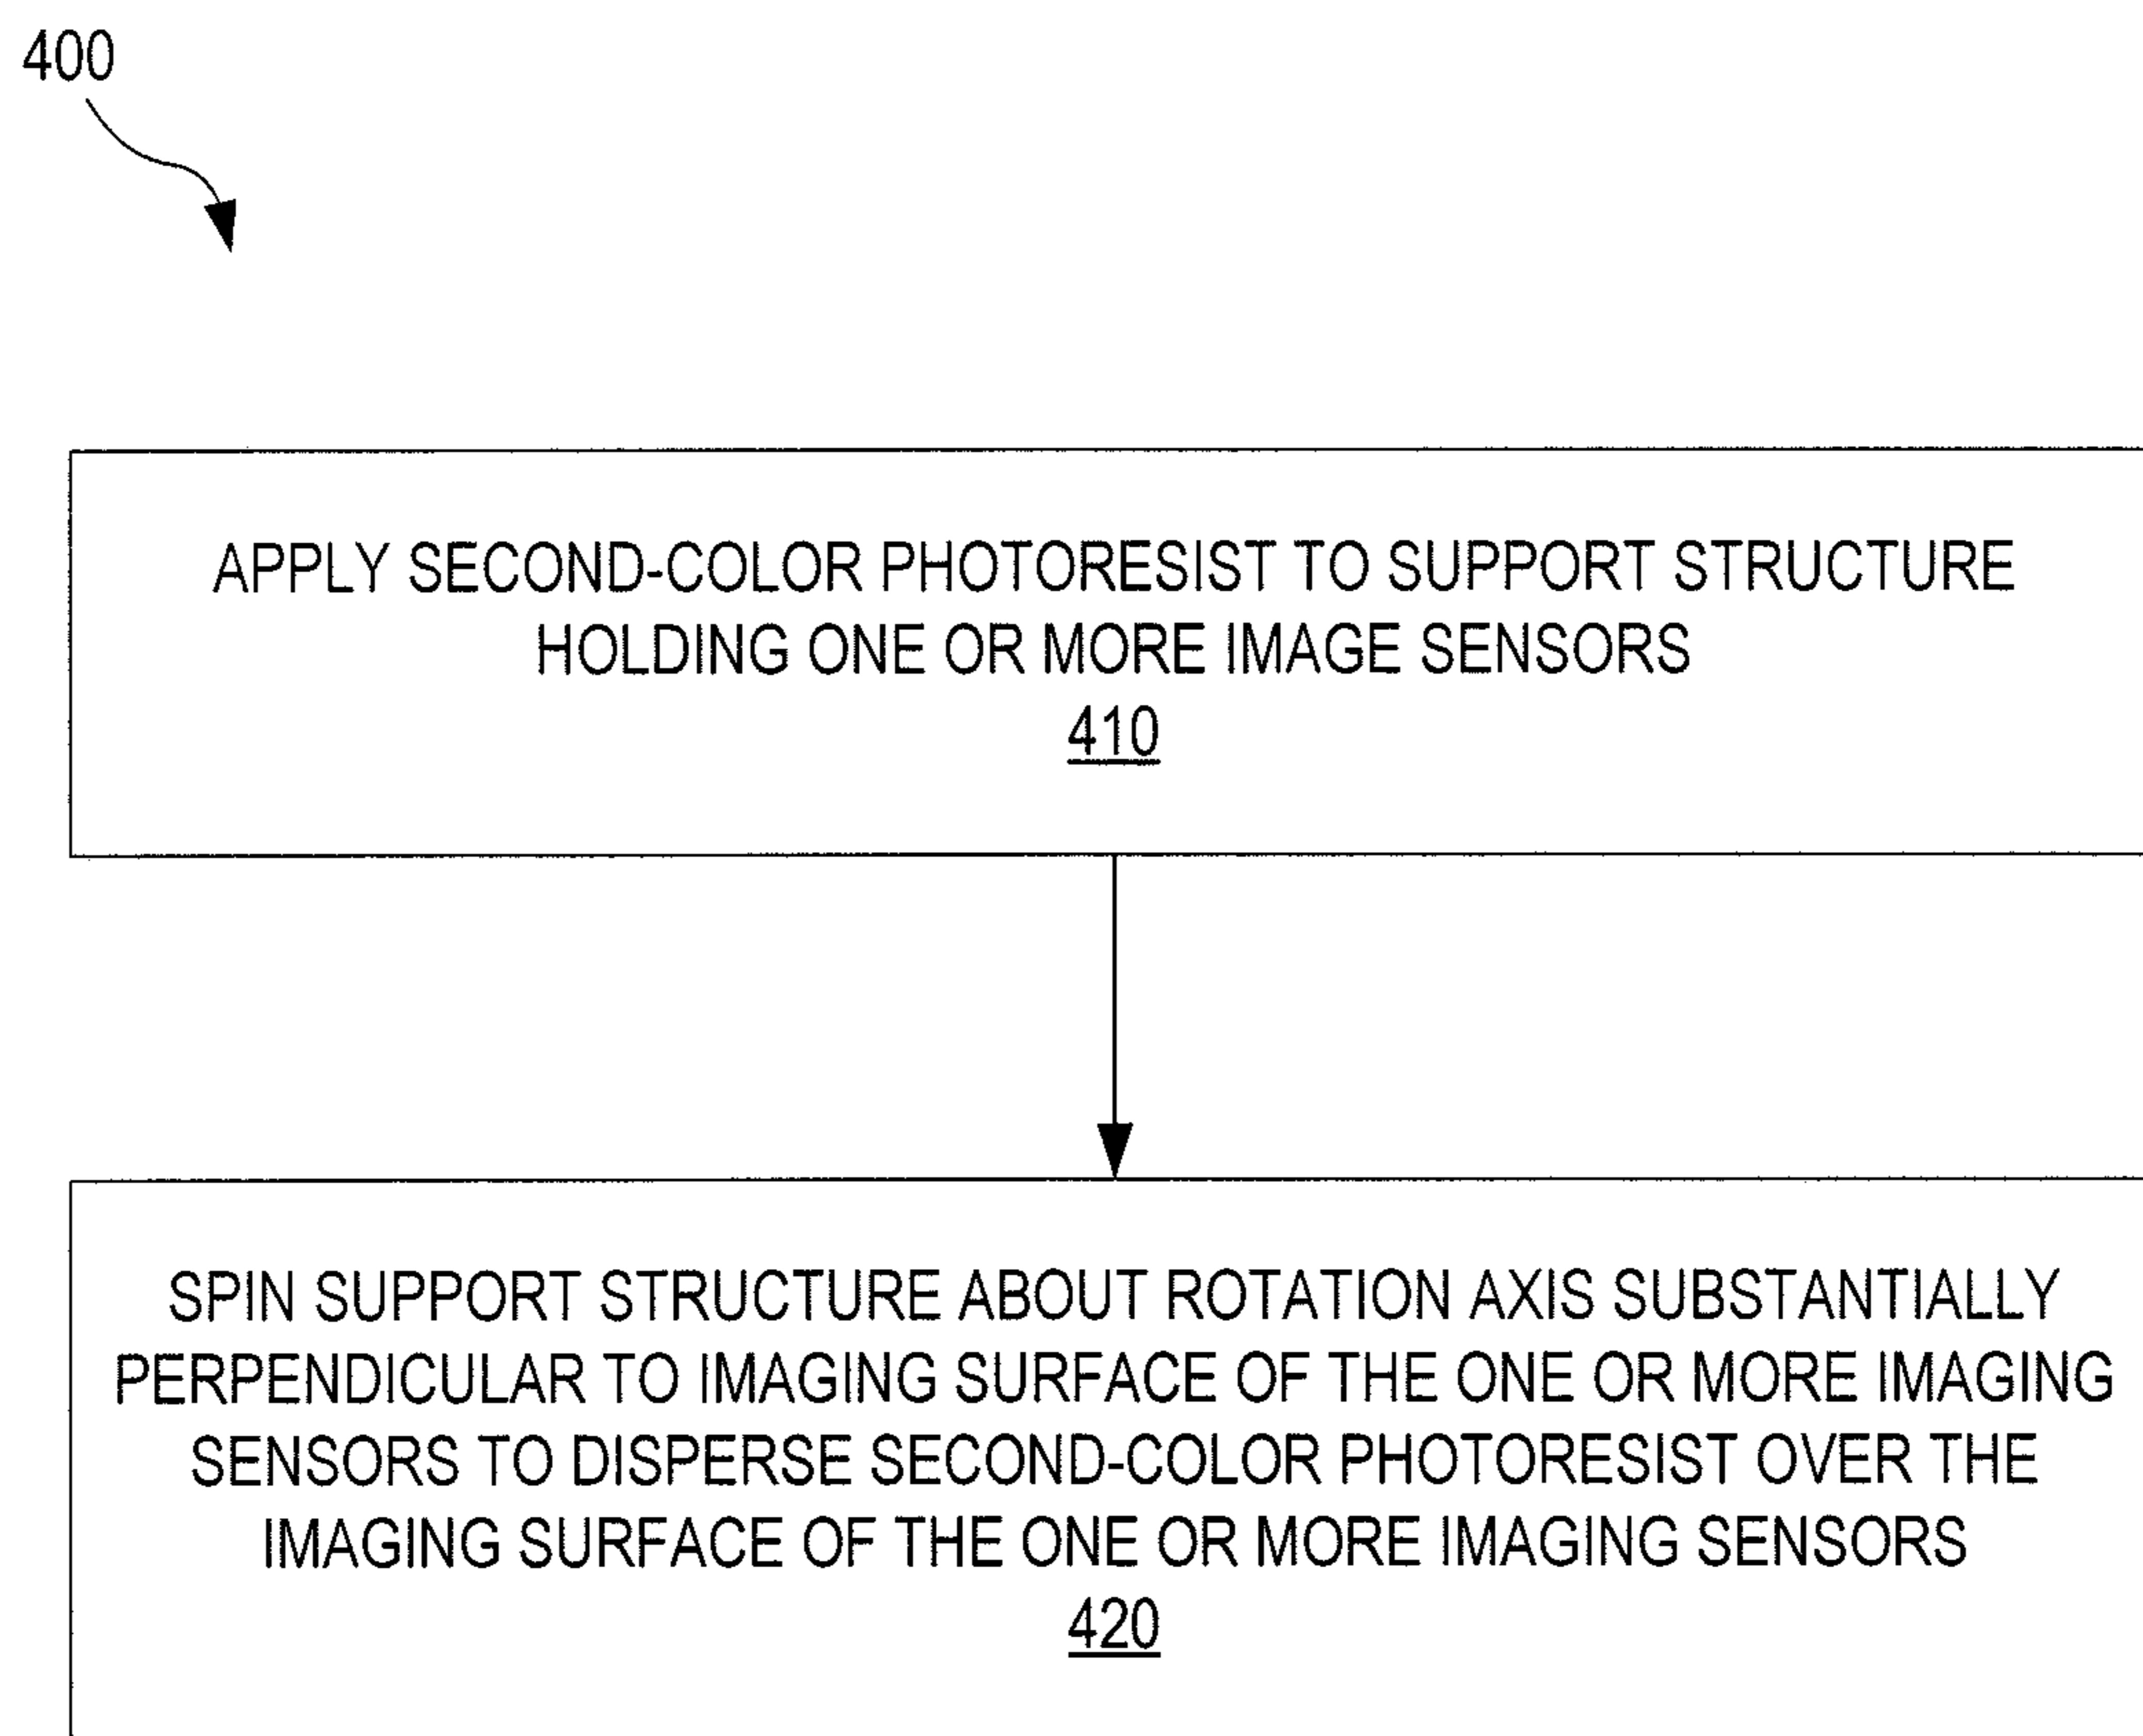 400
APPLY SECOND-COLOR PHOTORESIST TO SUPPORT STRUCTURE
HOLDING ONE OR MORE IMAGE SENSORS
410
SPIN SUPPORT STRUCTURE ABOUT ROTATION AXIS SUBSTANTIALLY
PERPENDICULAR TO IMAGING SURFACE OF THE ONE OR MORE IMAGING
SENSORS TO DISPERSE SECOND-COLOR PHOTORESIST OVER THE
IMAGING SURFACE OF THE ONE OR MORE IMAGING SENSORS
420